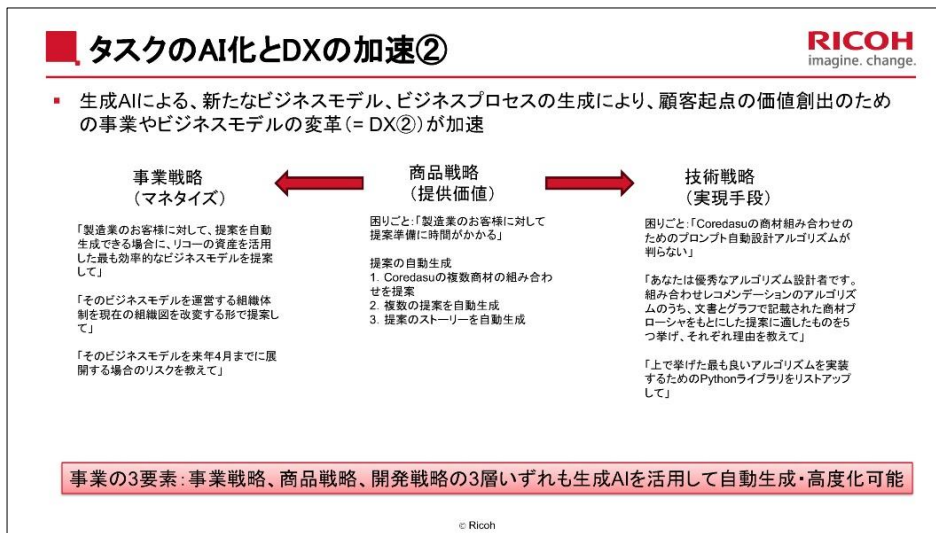 タスクのAI化とDXの加速②
RICOH
imagine. change.
▪ 生成AIによる、新たなビジネスモデル、ビジネスプロセスの生成により、顧客起点の価値創出のため
の事業やビジネスモデルの変革(= DX②)が加速
事業戦略
(マネタイズ)
「製造業のお客様に対して、提案を自動
生成できる場合に、リコーの資産を活用
した最も効率的なビジネスモデルを提案
して」
「そのビジネスモデルを運営する組織体
制を現在の組織図を改変する形で提案し
て」
「そのビジネスモデルを来年4月までに展
開する場合のリスクを教えて」
商品戦略
(提供価値)
困りごと:「製造業のお客様に対して
提案準備に時間がかかる」
提案の自動生成
1. Coredasuの複数商材の組み合わ
せを提案
2. 複数の提案を自動生成
3. 提案のストーリーを自動生成
技術戦略
(実現手段)
困りごと:「Coredasuの商材組み合わせの
ためのプロンプト自動設計アルゴリズムが
判らない」
「あなたは優秀なアルゴリズム設計者です。
組み合わせレコメンデーションのアルゴリズ
ムのうち、文書とグラフで記載された商材ブ
ローシャをもとにした提案に適したものを5
つ挙げ、それぞれ理由を教えて」
「上で挙げた最も良いアルゴリズムを実装
するためのPythonライブラリをリストアップ
して」
事業の3要素:事業戦略、商品戦略、開発戦略の3層いずれも生成AIを活用して自動生成・高度化可能
© Ricoh